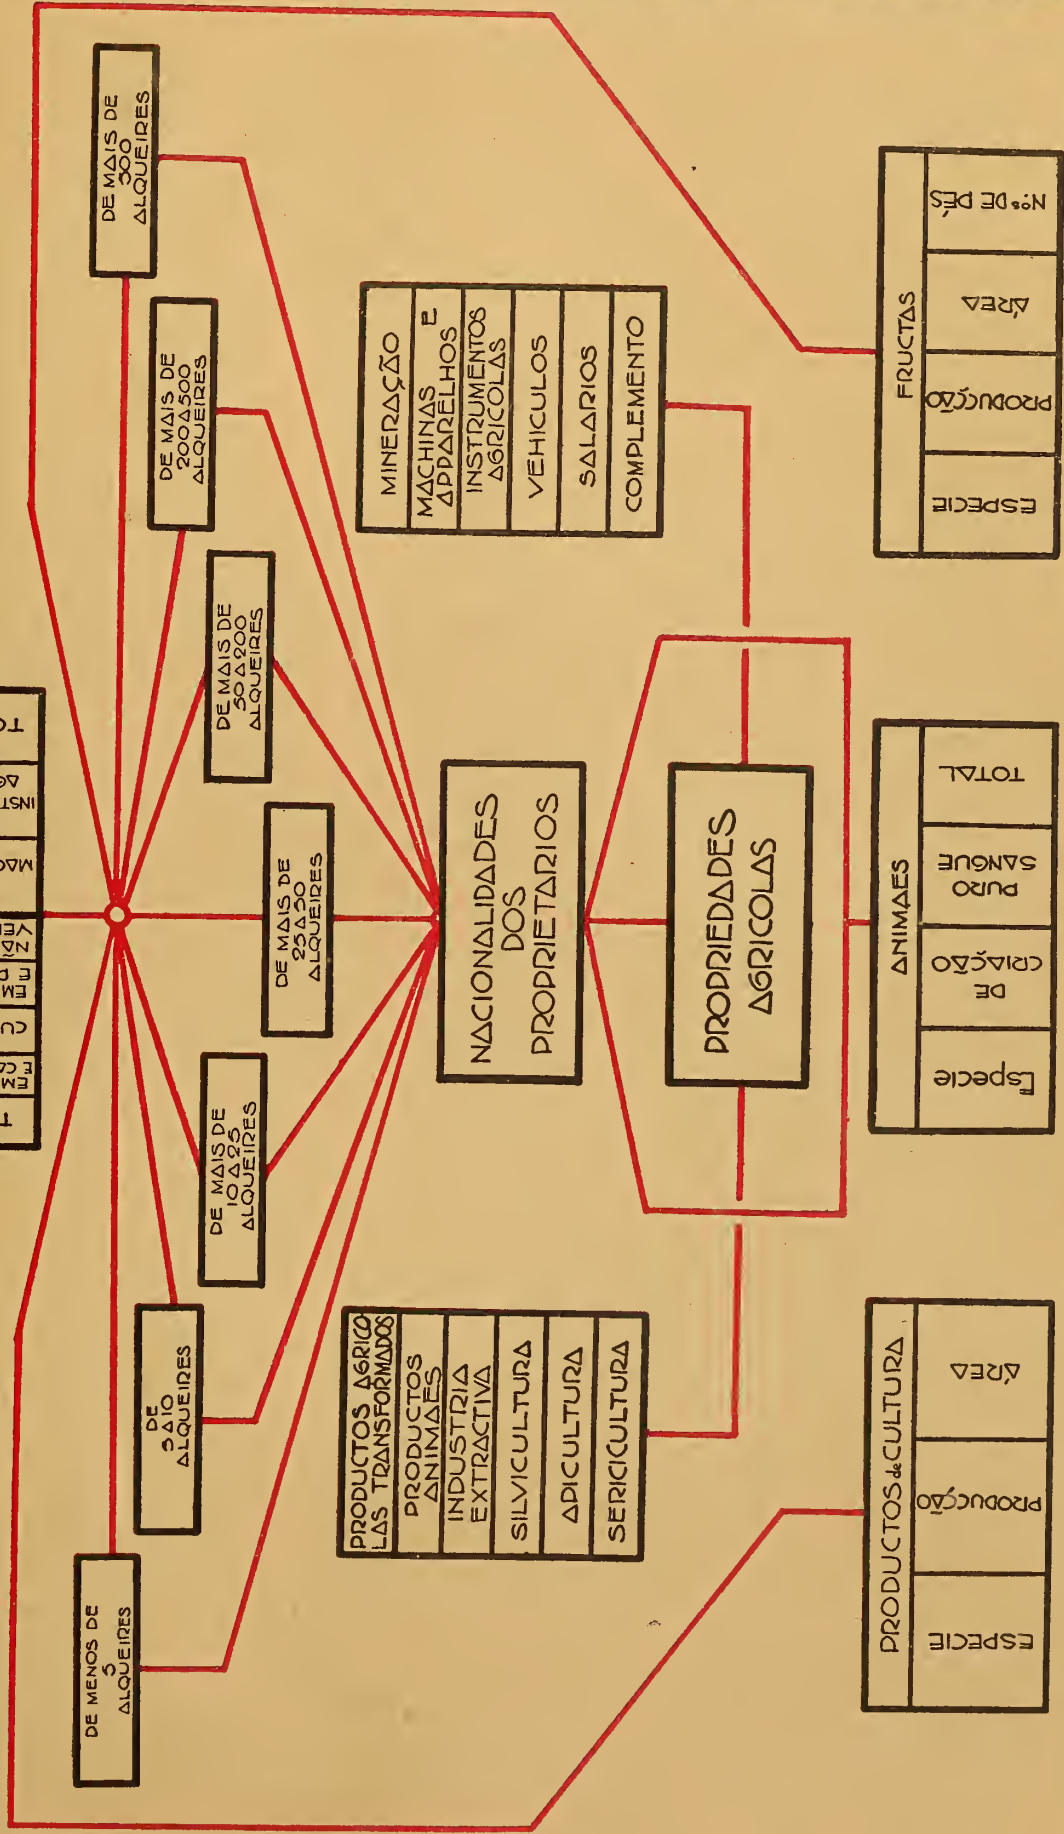 DE MENOS DE
5
ALQUEIRES
DE
5 A 10
ALQUEIRES
DE MAIS DE
10 A 25
ALQUEIRES
DE MAIS DE
25 A 50
ALQUEIRES
DE MAIS DE
50 A 200
ALQUEIRES
DE MAIS DE
200 A 500
ALQUEIRES
DE MAIS DE
500
ALQUEIRES
PRODUCTOS AGRICO-
LAS TRANSFORMADOS
PRODUCTOS
ANIMAES
INDUSTRIA
EXTRACTIVA
SILVICULTURA
APICULTURA
SERICICULTURA
NACIONALIDADES
DOS
PROPRIETARIOS
MINERAÇÃO
MACHINAS E
APPARELHOS
INSTRUMENTOS
AGRICOLAS
VEHICULOS
SALARIOS
COMPLEMENTO
PROPRIEDADES
AGRICOLAS
PRODUCTOS de CULTURA
ESPECIE
PRODUCÇÃO
ÁREA
ANIMAES
Especie
DE
CRIAÇÃO
PURO
SANGUE
TOTAL
FRUCTAS
ESPECIE
PRODUCÇÃO
ÁREA
Nos. DE PÉS